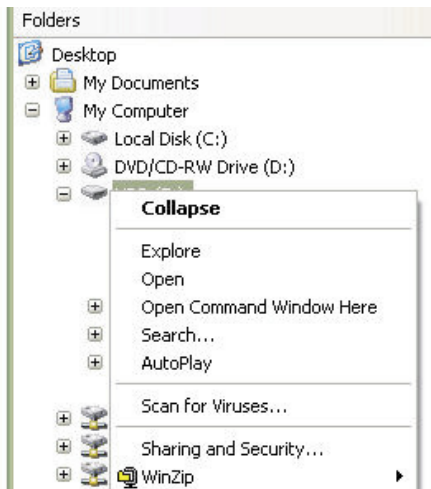 Folders
Desktop
My Documents
My Computer
Local Disk (C:)
DVD/CD-RW Drive (D:)
Collapse
Explore
Open
Open Command Window Here
Search...
AutoPlay
Scan for Viruses...
Sharing and Security...
WinZip